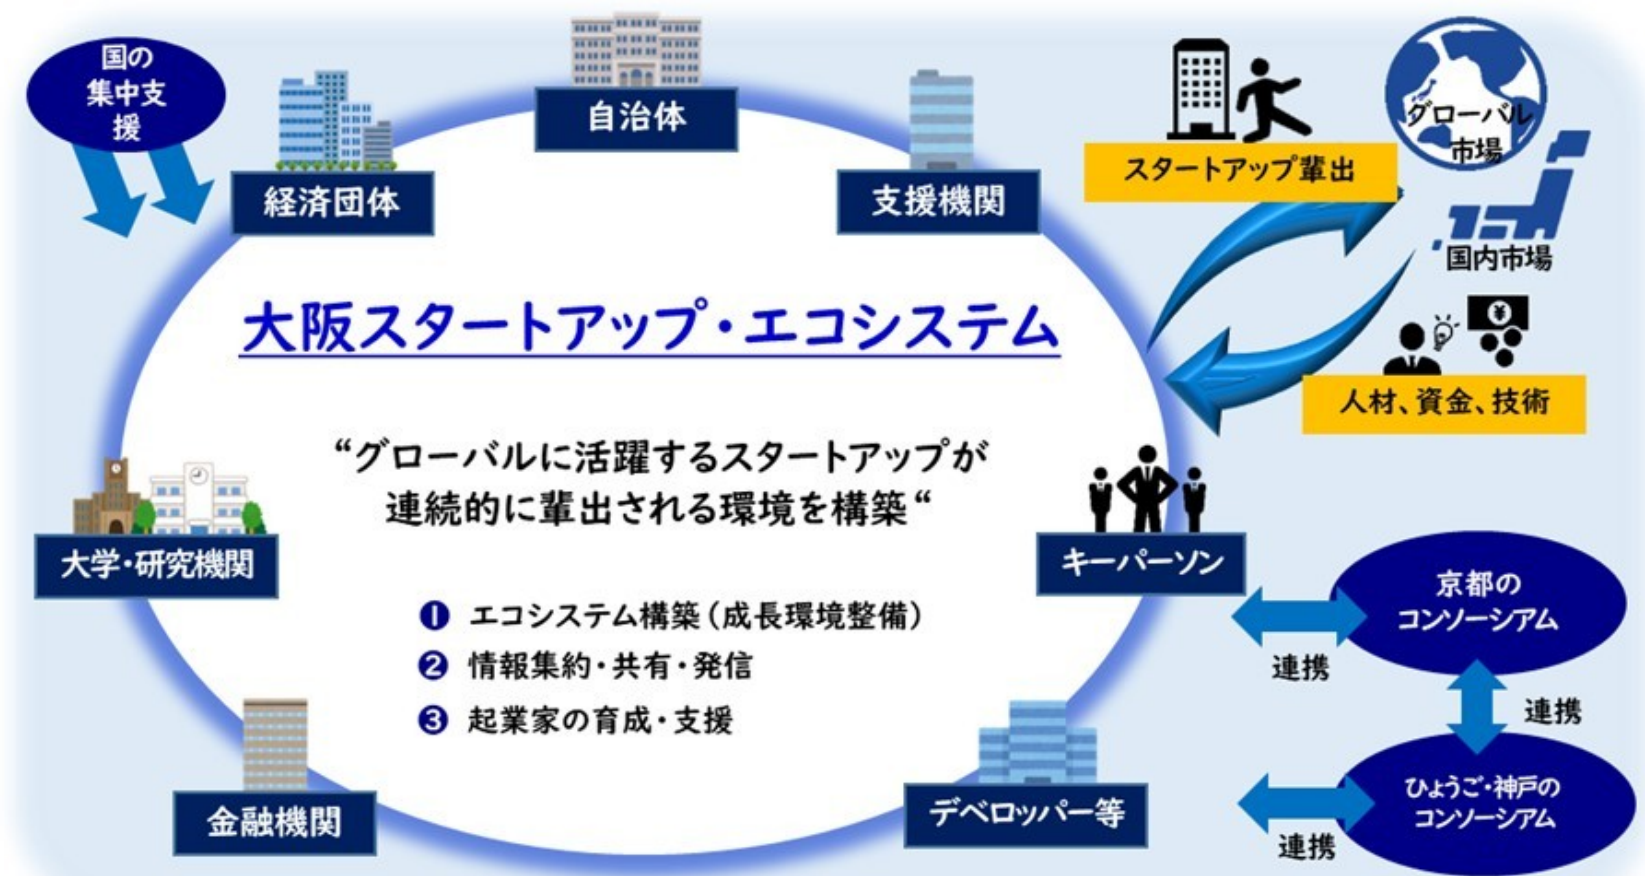 国の
集中支
援
自治体
経済団体
支援機関
スタートアップ輩出
グローバル
市場
国内市場
大阪スタートアップ・エコシステム
人材、資金、技術
“グローバルに活躍するスタートアップが
連続的に輩出される環境を構築“
大学・研究機関
キーパーソン
❶ エコシステム構築（成長環境整備）
❷ 情報集約・共有・発信
❸ 起業家の育成・支援
京都の
コンソーシアム
連携
連携
金融機関
デベロッパー等
ひょうご・神戸の
コンソーシアム
連携
¥